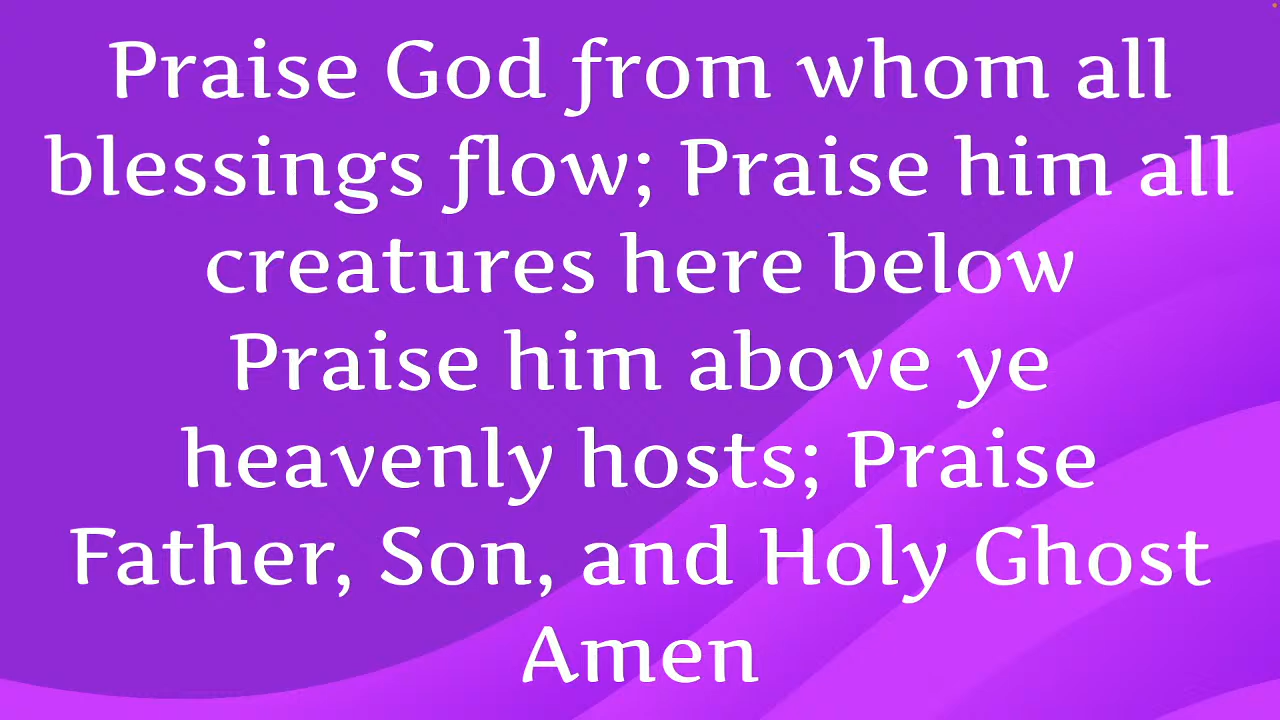 Praise God from whom all
blessings flow; Praise him all
creatures here below
Praise him above ye
heavenly hosts; Praise
Father, Son, and Holy Ghost
Amen